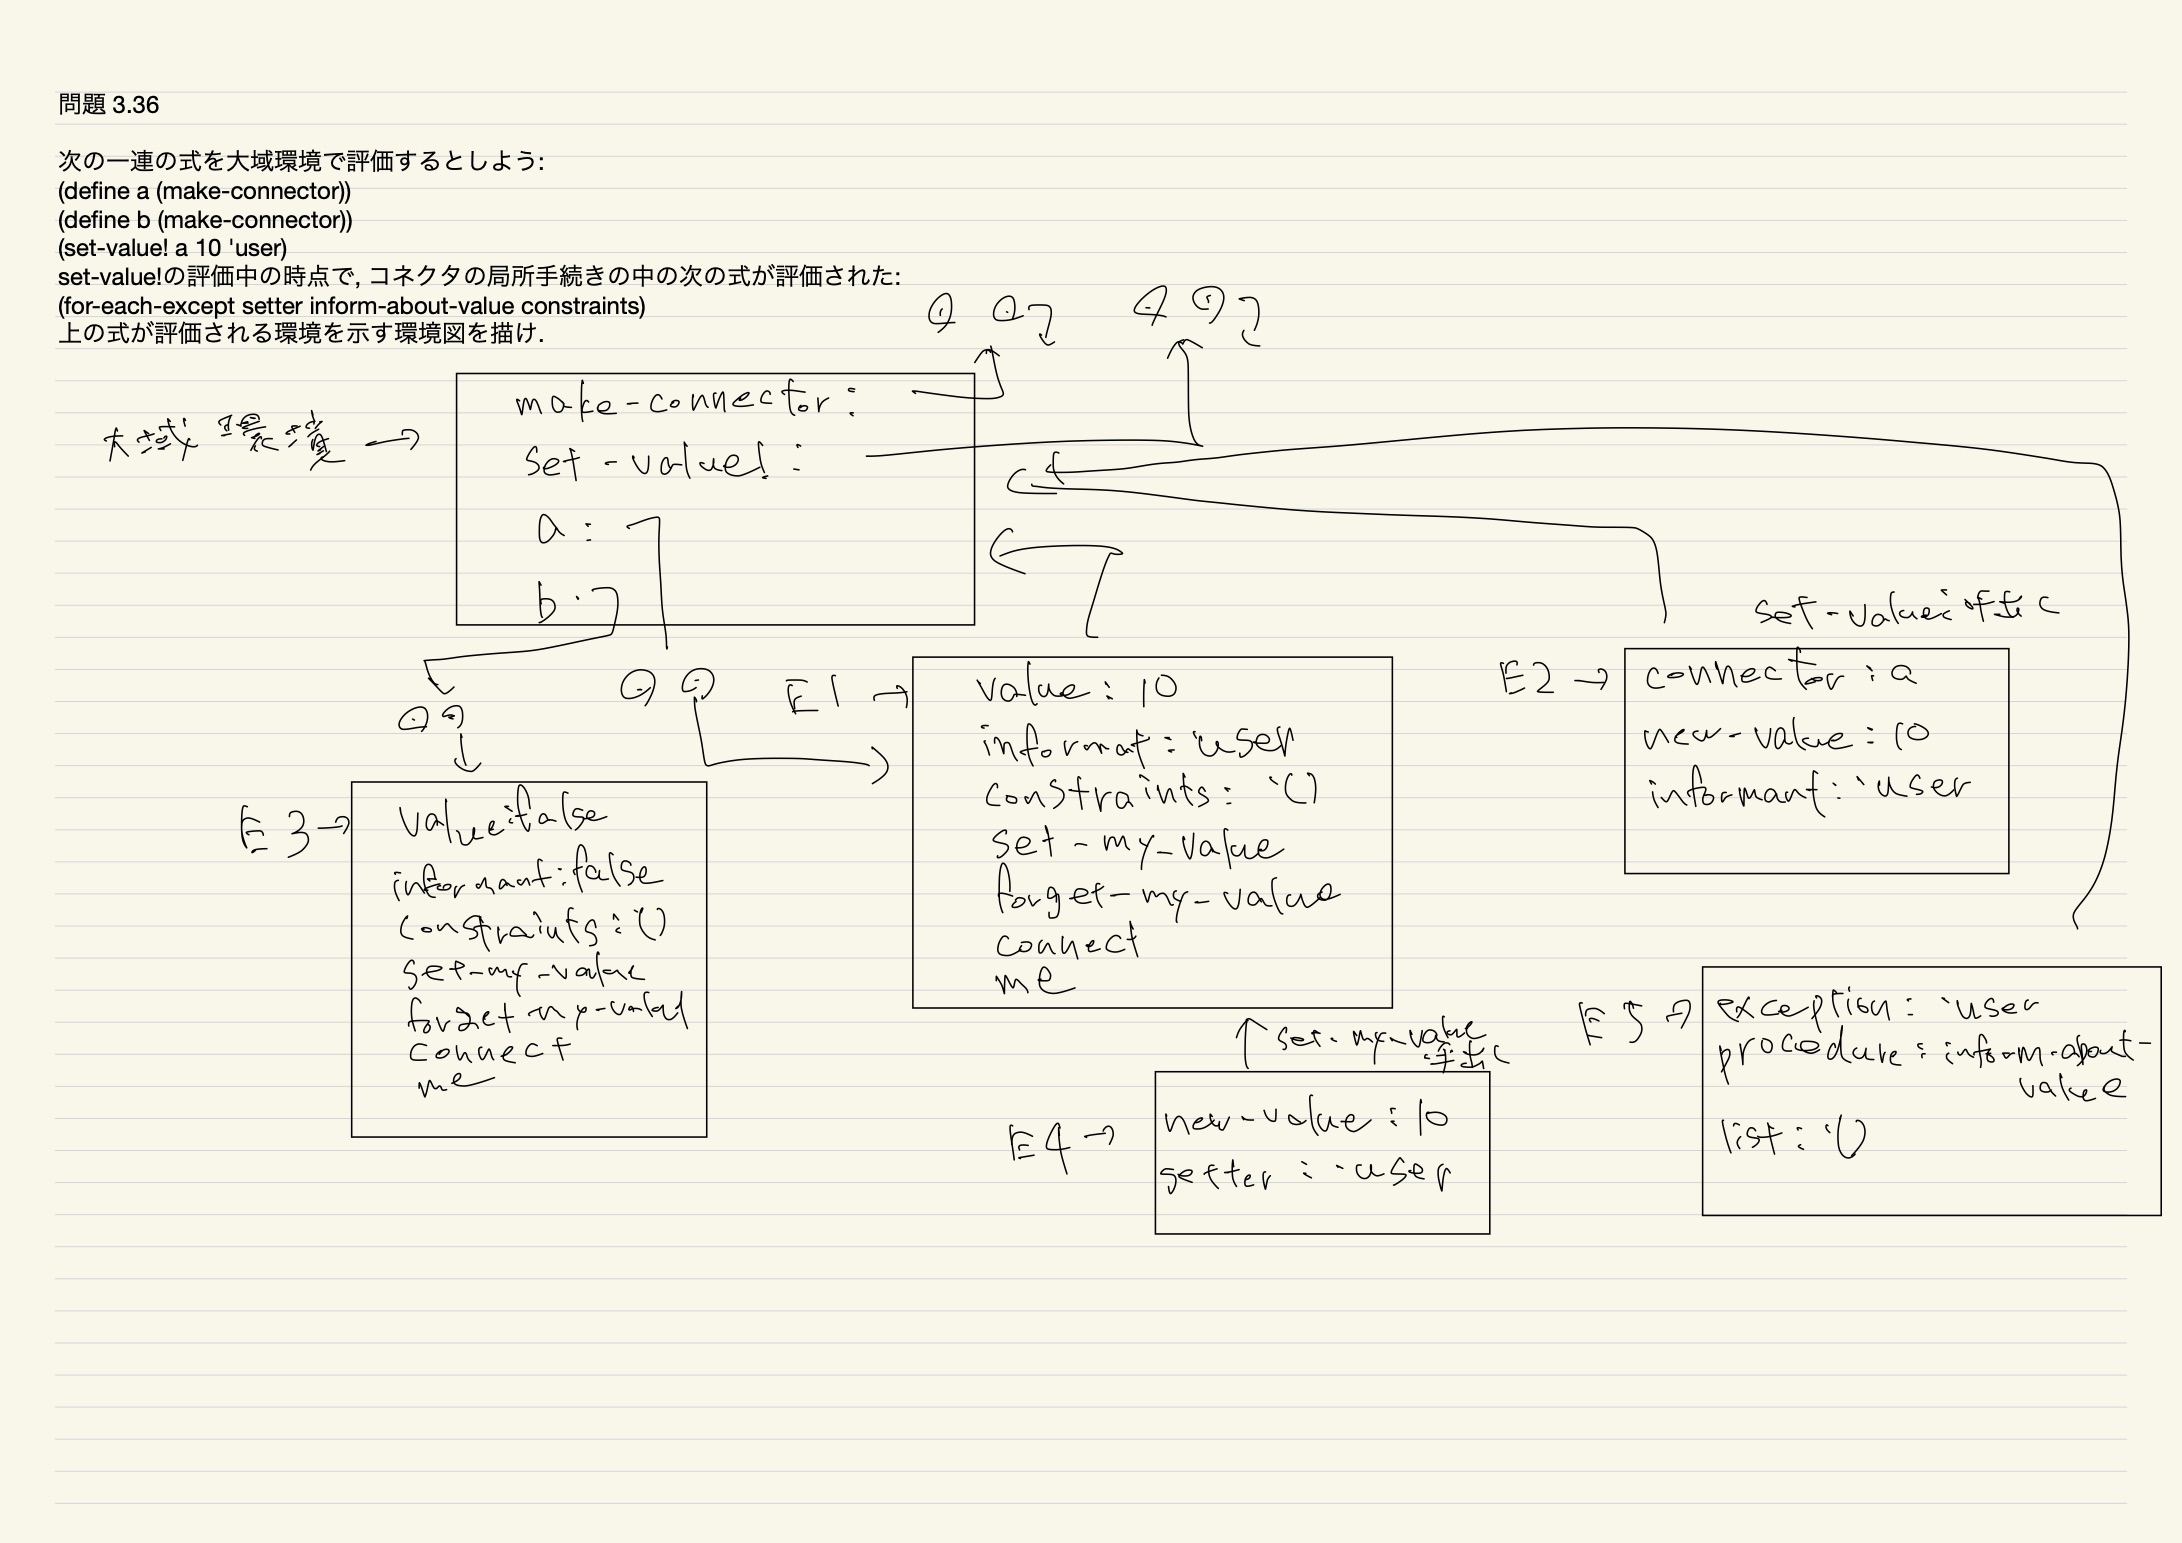 問題 3.36
次の一連の式を大域環境で評価するとしよう:
(define a (make-connector))
(define b (make-connector))
(set-value! a 10 'user)
set-value!の評価中の時点で, コネクタの局所手続きの中の次の式が評価された:
(for-each-except setter inform-about-value constraints)
上の式が評価される環境を示す環境図を描け.
大域環境
make-connector:
set-value!:
a:
b:
E1
value: 10
informat: 'user
constraints: '()
set-my-value
forget-my-value
connect
me
set-value! 呼出し
E2
connector: a
new-value: 10
informant: 'user
E3
value: false
informant: false
constraints: '()
set-my-value
forget-my-value
connect
me
set-my-value
呼出し
E4
new-value: 10
setter: 'user
E5
exception: 'user
procedure: inform-about-
value
list: '()